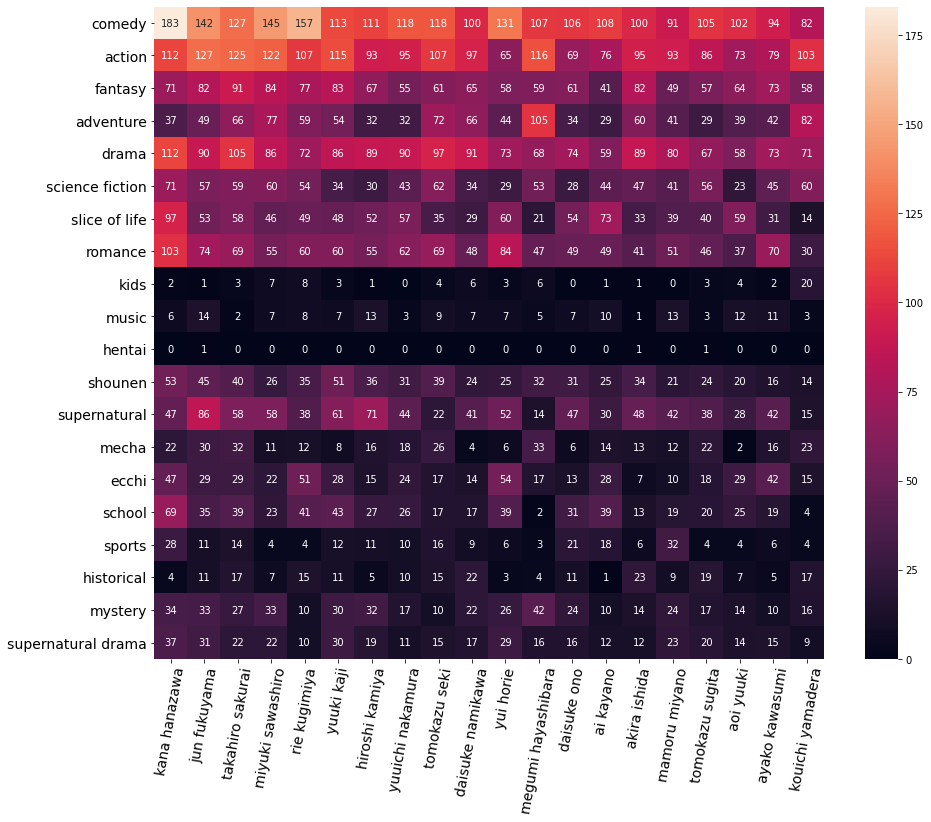 comedy 183 142 127 145 157 113 111 118 118 100 131 107 106 108 100 91 105 102 94 82
action 112 127 125 122 107 115 93 95 107 97 65 116 69 76 95 93 86 73 79 103
fantasy 71 82 91 84 77 83 67 55 61 65 58 59 61 41 82 49 57 64 73 58
adventure 37 49 66 77 59 54 32 32 72 66 44 105 34 29 60 41 29 39 42 82
drama 112 90 105 86 72 86 89 90 97 91 73 68 74 59 89 80 67 58 73 71
science fiction 71 57 59 60 54 34 30 43 62 34 29 53 28 44 47 41 56 23 45 60
slice of life 97 53 58 46 49 48 52 57 35 29 60 21 54 73 33 39 40 59 31 14
romance 103 74 69 55 60 60 55 62 69 48 84 47 49 49 41 51 46 37 70 30
kids 2 1 3 7 8 3 1 0 4 6 3 6 0 1 1 0 3 4 2 20
music 6 14 2 7 8 7 13 3 9 7 7 5 7 10 1 13 3 12 11 3
hentai 0 1 0 0 0 0 0 0 0 0 0 0 0 0 1 0 1 0 0 0
shounen 53 45 40 26 35 51 36 31 39 24 25 32 31 25 34 21 24 20 16 14
supernatural 47 86 58 58 38 61 71 44 22 41 52 14 47 30 48 42 38 28 42 15
mecha 22 30 32 11 12 8 16 18 26 4 6 33 6 14 13 12 22 2 16 23
ecchi 47 29 29 22 51 28 15 24 17 14 54 17 13 28 7 10 18 29 42 15
school 69 35 39 23 41 43 27 26 17 17 39 2 31 39 13 19 20 25 19 4
sports 28 11 14 4 4 12 11 10 16 9 6 3 21 18 6 32 4 4 6 4
historical 4 11 17 7 15 11 5 10 15 22 3 4 11 1 23 9 19 7 5 17
mystery 34 33 27 33 10 30 32 17 10 22 26 42 24 10 14 24 17 14 10 16
supernatural drama 37 31 22 22 10 30 19 11 15 17 29 16 16 12 12 23 20 14 15 9
kana hanazawa
jun fukuyama
takahiro sakurai
miyuki sawashiro
rie kugimiya
yuuki kaji
hiroshi kamiya
yuuichi nakamura
tomokazu seki
daisuke namikawa
yui horie
megumi hayashibara
daisuke ono
ai kayano
akira ishida
mamoru miyano
tomokazu sugita
aoi yuuki
ayako kawasumi
kouichi yamadera
175
150
125
100
75
50
25
0